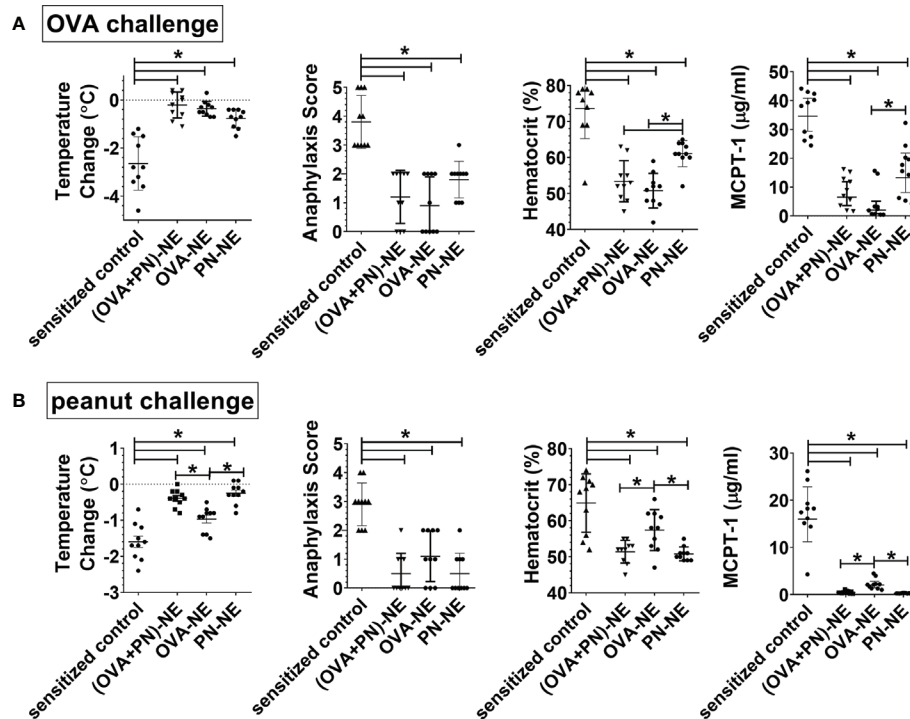 A OVA challenge
Temperature
Change (°C)
0
-2
-4
*
sensitized control
(OVA+PN)-NE
OVA-NE
PN-NE
Anaphylaxis Score
5
4
3
2
1
0
*
sensitized control
(OVA+PN)-NE
OVA-NE
PN-NE
Hematocrit (%)
80
70
60
50
40
*
*
sensitized control
(OVA+PN)-NE
OVA-NE
PN-NE
MCPT-1 (µg/ml)
50
40
30
20
10
0
*
*
sensitized control
(OVA+PN)-NE
OVA-NE
PN-NE
B peanut challenge
Temperature
Change (°C)
1
0
-1
-2
-3
*
* *
sensitized control
(OVA+PN)-NE
OVA-NE
PN-NE
Anaphylaxis Score
5
4
3
2
1
0
*
sensitized control
(OVA+PN)-NE
OVA-NE
PN-NE
Hematocrit (%)
80
70
60
50
40
*
* *
sensitized control
(OVA+PN)-NE
OVA-NE
PN-NE
MCPT-1 (µg/ml)
30
20
10
0
*
* *
sensitized control
(OVA+PN)-NE
OVA-NE
PN-NE